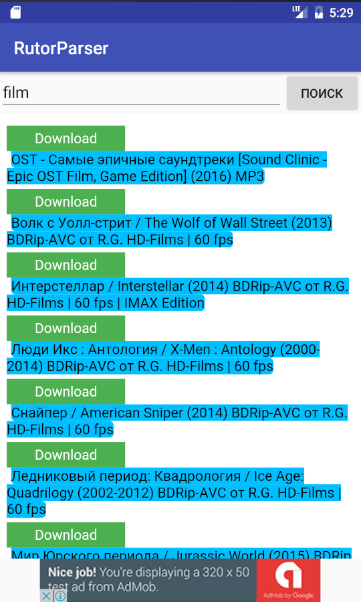 LTE 5:29
RutorParser
film ПОИСК
Download
OST - Самые эпичные саундтреки [Sound Clinic -
Epic OST Film, Game Edition] (2016) MP3
Download
Волк с Уолл-стрит / The Wolf of Wall Street (2013)
BDRip-AVC от R.G. HD-Films | 60 fps
Download
Интерстеллар / Interstellar (2014) BDRip-AVC от R.G.
HD-Films | 60 fps | IMAX Edition
Download
Люди Икс : Антология / X-Men : Antology (2000-
2014) BDRip-AVC от R.G. HD-Films | 60 fps
Download
Снайпер / American Sniper (2014) BDRip-AVC от R.G.
HD-Films | 60 fps
Download
Ледниковый период: Квадрология / Ice Age:
Quadrilogy (2002-2012) BDRip-AVC от R.G. HD-Films |
60 fps
Download
Мир Юрского периода / Jurassic World (2015) BDRip
Nice job! You're displaying a 320 x 50
test ad from AdMob.
AdMob by Google